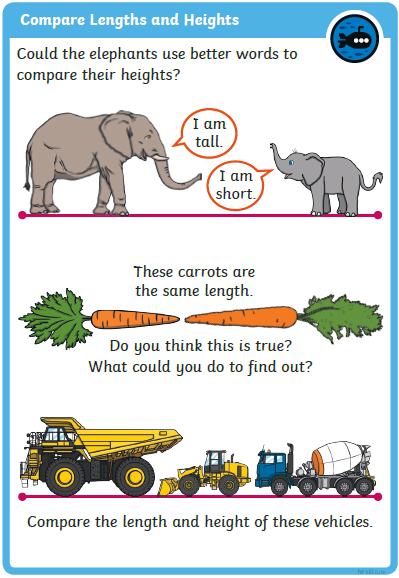 Compare Lengths and Heights
Could the elephants use better words to
compare their heights?
I am
tall.
I am
short.
These carrots are
the same length.
Do you think this is true?
What could you do to find out?
Compare the length and height of these vehicles.